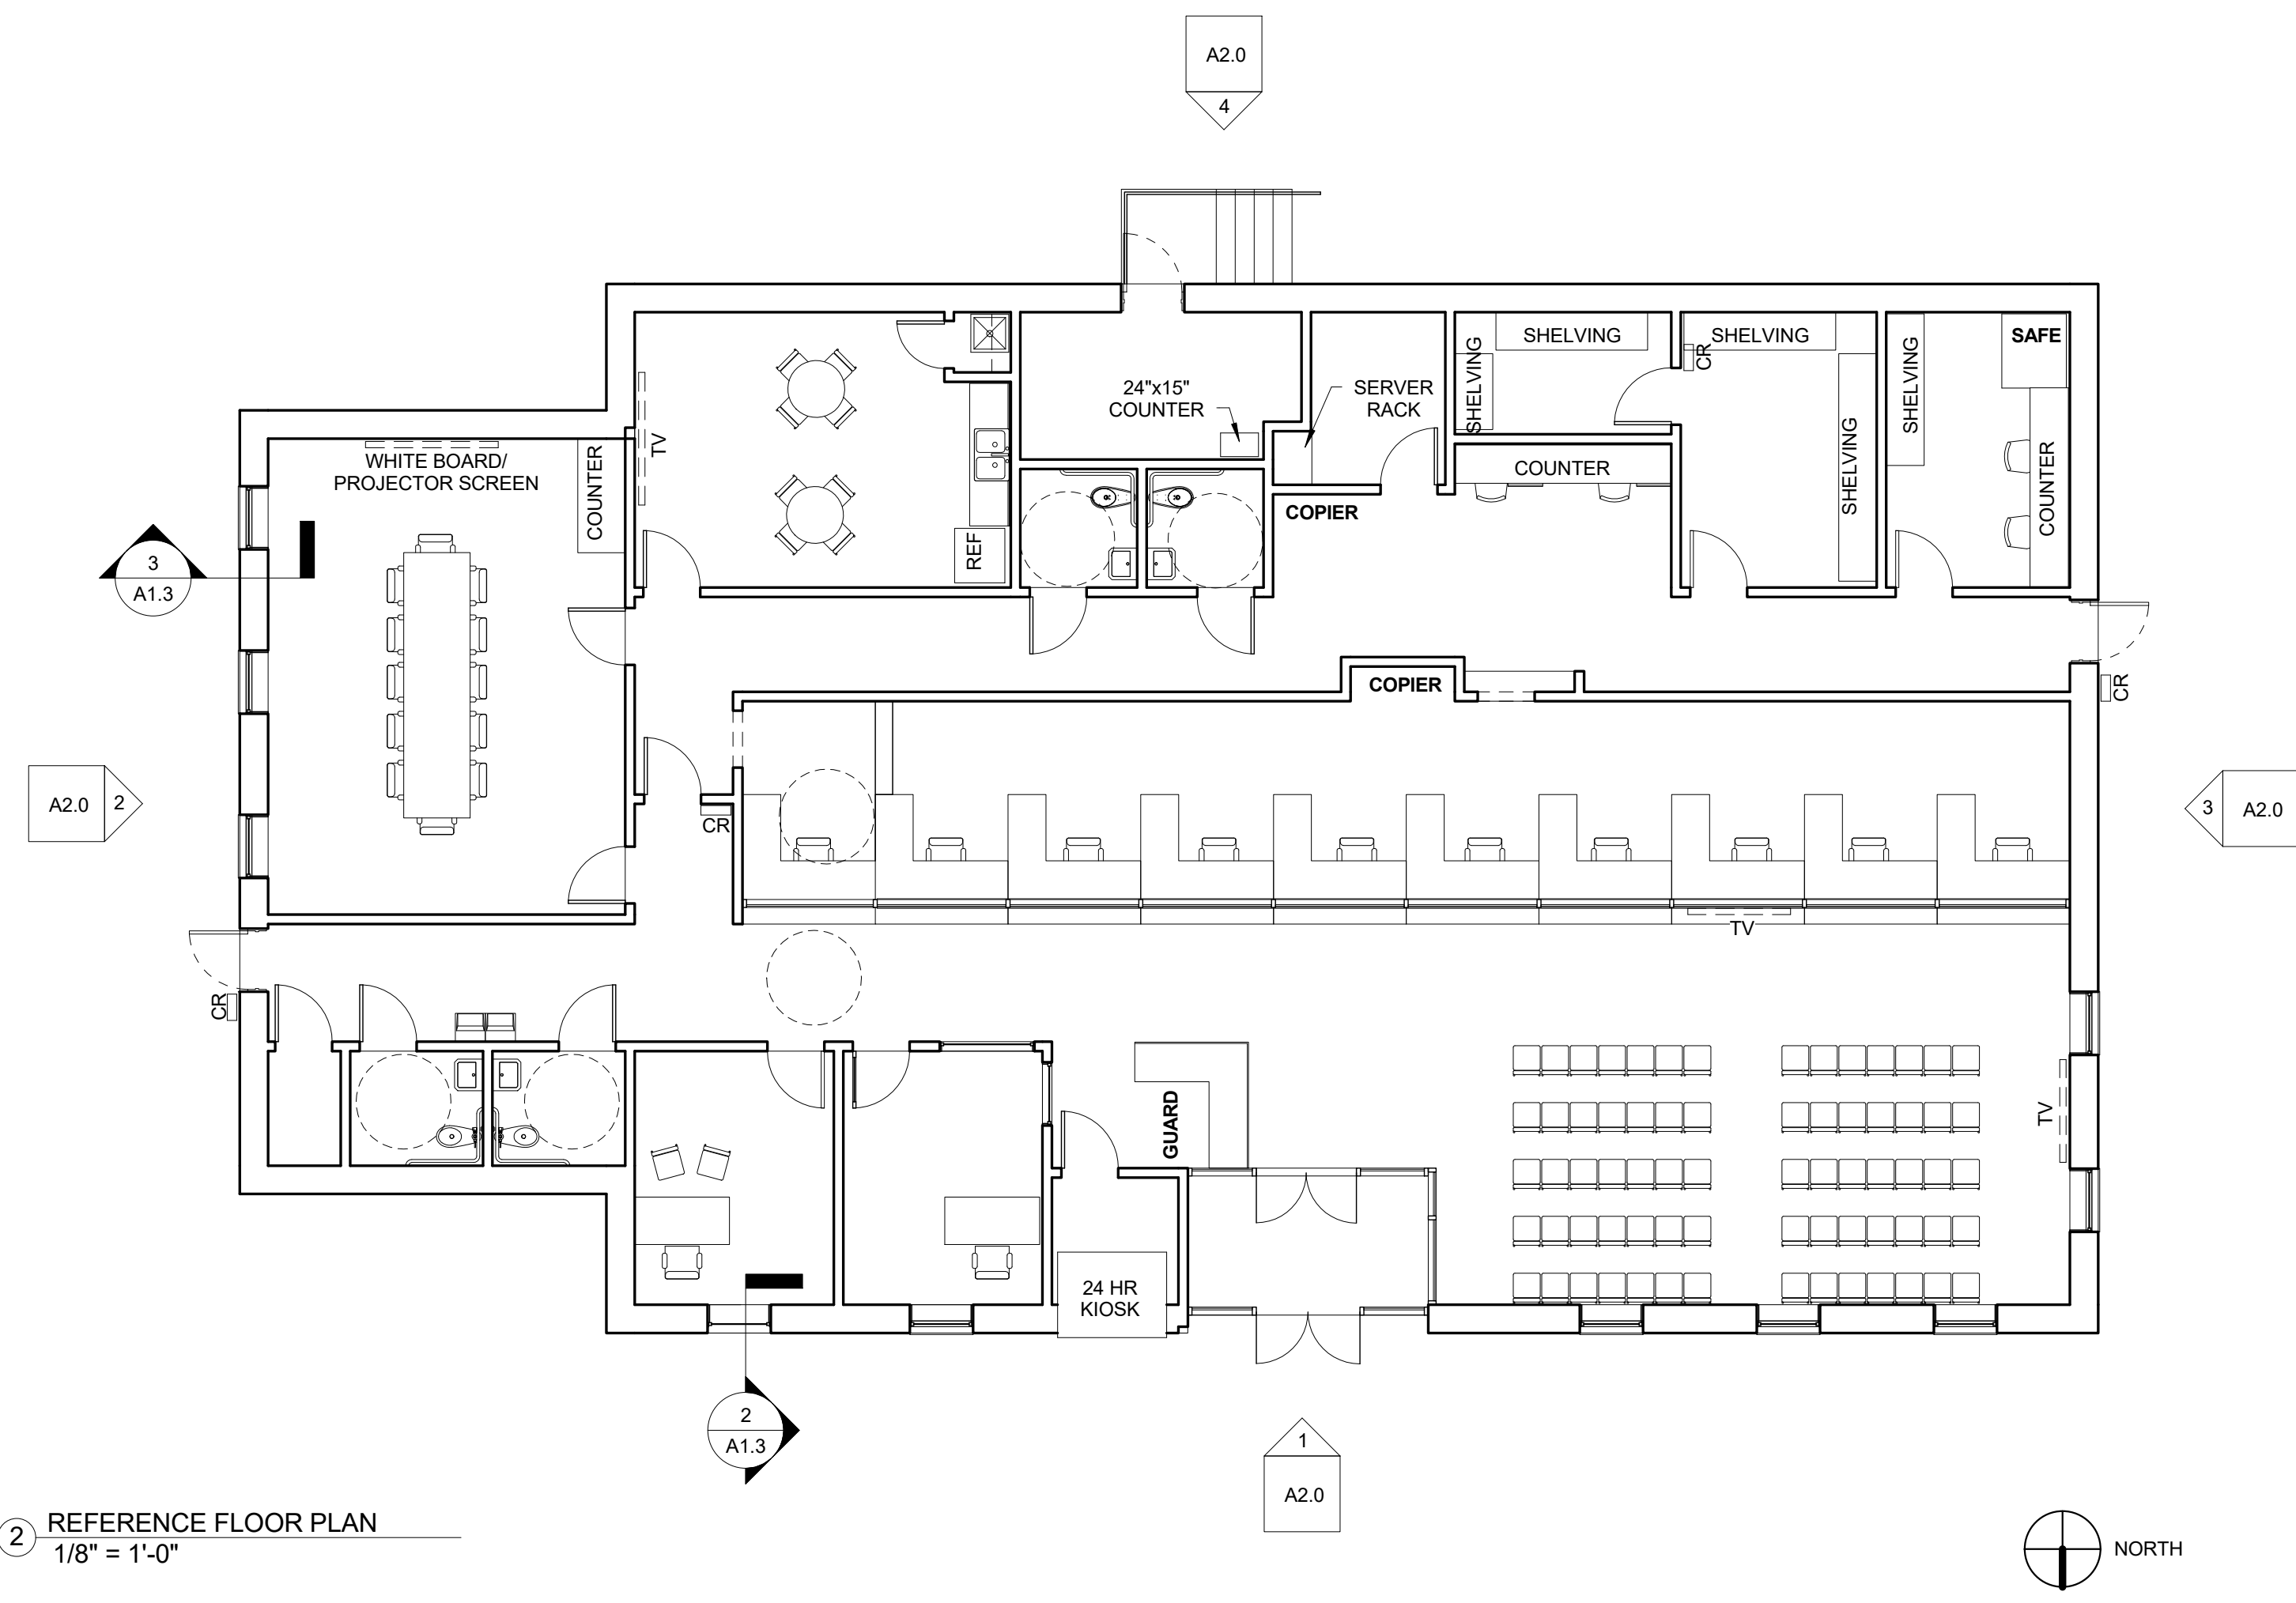 A2.0
4
SHELVING
SHELVING
SAFE
SHELVING
CR
SHELVING
24"x15"
COUNTER
SERVER
RACK
TV
WHITE BOARD/
PROJECTOR SCREEN
COUNTER
COUNTER
SHELVING
COUNTER
COPIER
REF
3
A1.3
COPIER
CR
A2.0
2
CR
3
A2.0
TV
CR
GUARD
TV
24 HR
KIOSK
2
A1.3
1
A2.0
2
REFERENCE FLOOR PLAN
1/8" = 1'-0"
NORTH